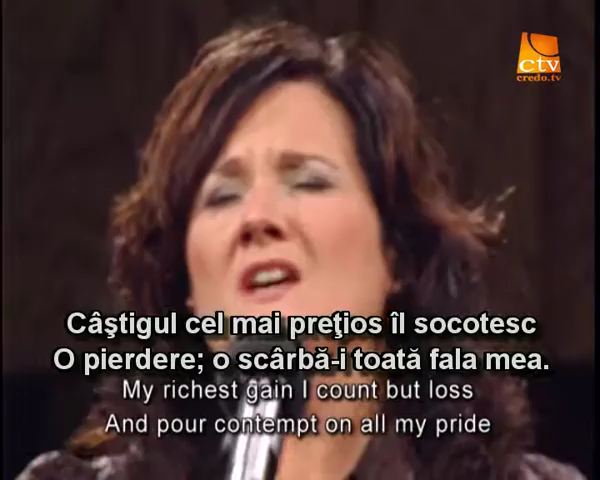 ctv
credo.tv
Câştigul cel mai preţios îl socotesc
O pierdere; o scârbă-i toată fala mea.
My richest gain I count but loss
And pour contempt on all my pride